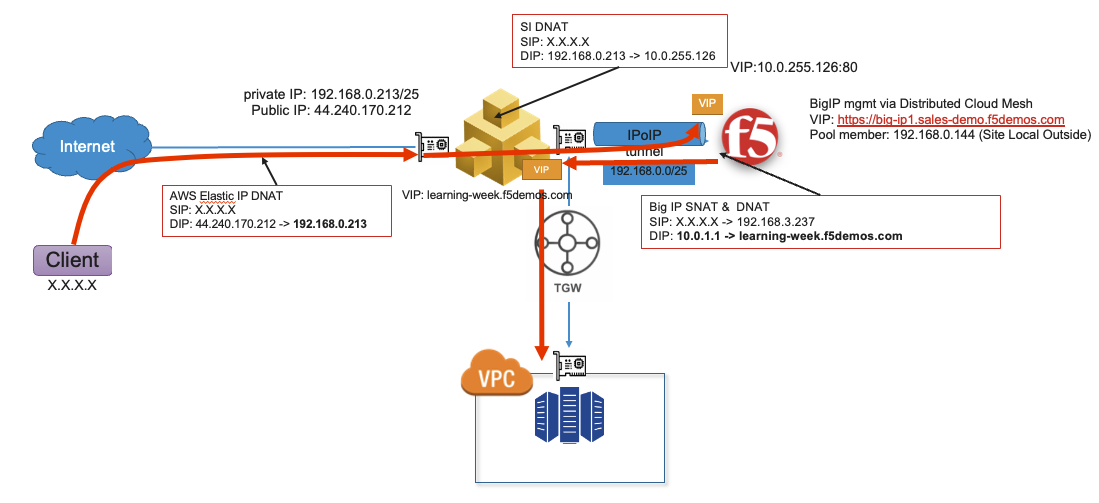 SI DNAT
SIP: X.X.X.X
DIP: 192.168.0.213 -> 10.0.255.126
VIP:10.0.255.126:80
private IP: 192.168.0.213/25
Public IP: 44.240.170.212
VIP
BigIP mgmt via Distributed Cloud Mesh
VIP: https://big-ip1.sales-demo.f5demos.com
Pool member: 192.168.0.144 (Site Local Outside)
Internet
IPoIP
tunnel
f5
192.168.0.0/25
VIP
VIP: learning-week.f5demos.com
AWS Elastic IP DNAT
SIP: X.X.X.X
DIP: 44.240.170.212 -> 192.168.0.213
Big IP SNAT & DNAT
SIP: X.X.X.X -> 192.168.3.237
DIP: 10.0.1.1 -> learning-week.f5demos.com
Client
X.X.X.X
TGW
VPC